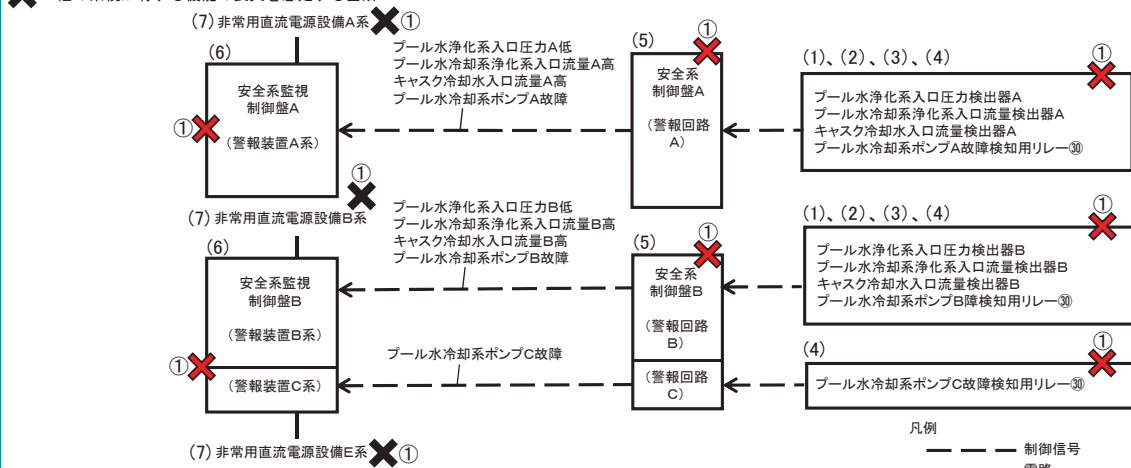 (7)非常用直流電源設備A系 ①
(6)
安全系監視
制御盤A
(警報装置A系)
①
プール水浄化系入口圧力A低
プール水冷却系浄化系入口流量A高
キャスク冷却水入口流量A高
プール水冷却系ポンプA故障
(5)
①
安全系
制御盤A
(警報回路
A)
(1)、(2)、(3)、(4)
①
プール水浄化系入口圧力検出器A
プール水冷却系浄化系入口流量検出器A
キャスク冷却水入口流量検出器A
プール水冷却系ポンプA故障検知用リレー㉚
①
(7)非常用直流電源設備B系
(6)
安全系監視
制御盤B
(警報装置B系)
①
(警報装置C系)
プール水浄化系入口圧力B低
プール水冷却系浄化系入口流量B高
キャスク冷却水入口流量B高
プール水冷却系ポンプB故障
プール水冷却系ポンプC故障
(5)
①
安全系
制御盤B
(警報回路
B)
(警報回路
C)
(1)、(2)、(3)、(4)
①
プール水浄化系入口圧力検出器B
プール水冷却系浄化系入口流量検出器B
キャスク冷却水入口流量検出器B
プール水冷却系ポンプB障検知用リレー㉚
(4)
①
プール水冷却系ポンプC故障検知用リレー㉚
(7)非常用直流電源設備E系 ①
凡例
制御信号